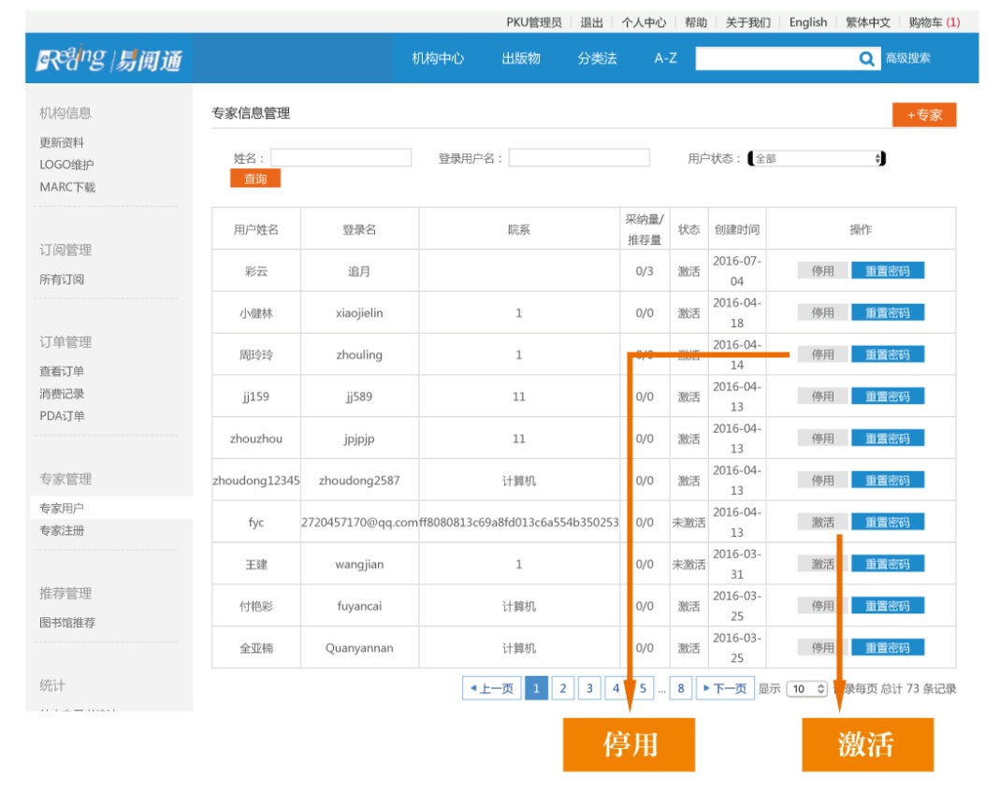 PKU管理员 退出 个人中心 帮助 关于我们 English 繁体中文 购物车 (1)
eReading 易阅通 机构中心 出版物 分类法 A-Z 高级搜索
机构信息
更新资料
LOGO维护
MARC下载
订阅管理
所有订阅
订单管理
查看订单
消费记录
PDA订单
专家管理
专家用户
专家注册
推荐管理
图书馆推荐
统计
专家信息管理 +专家
姓名： 登录用户名： 用户状态： 全部
查询
用户姓名 登录名 院系 采纳量/推荐量 状态 创建时间 操作
彩云 追月 0/3 激活 2016-07-04 停用 重置密码
小健林 xiaojielin 1 0/0 激活 2016-04-18 停用 重置密码
周玲玲 zhouling 1 0/0 激活 2016-04-14 停用 重置密码
jj159 jj589 11 0/0 激活 2016-04-13 停用 重置密码
zhouzhou jpjpjp 11 0/0 激活 2016-04-13 停用 重置密码
zhoudong12345 zhoudong2587 计算机 0/0 激活 2016-04-13 停用 重置密码
fyc 2720457170@qq.com ff8080813c69a8fd013c6a554b350253 0/0 未激活 2016-04-13 激活 重置密码
王建 wangjian 1 0/0 未激活 2016-03-31 激活 重置密码
付艳彩 fuyancai 计算机 0/0 激活 2016-03-25 停用 重置密码
全亚楠 Quanyannan 计算机 0/0 激活 2016-03-25 停用 重置密码
上一页 1 2 3 4 5 ... 8 下一页 显示 10 录每页 总计 73 条记录
停用 激活